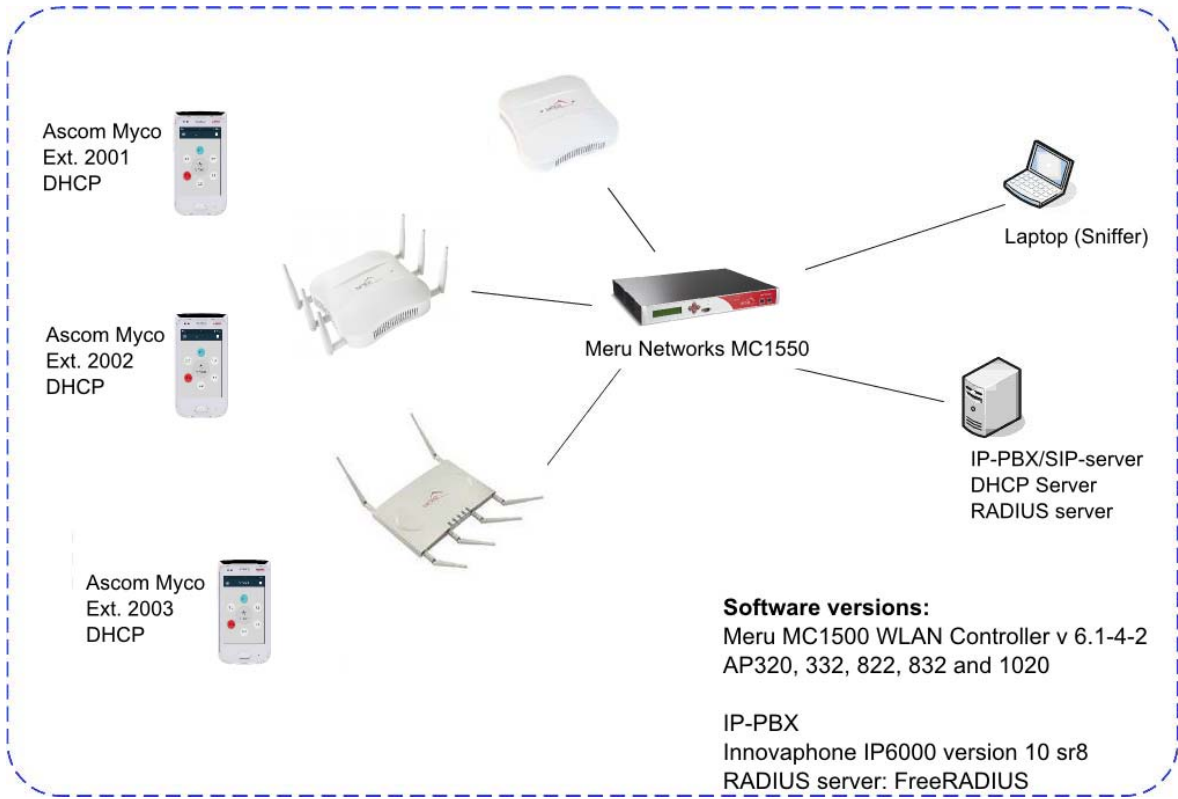 Ascom Myco
Ext. 2001
DHCP
Laptop (Sniffer)
Ascom Myco
Ext. 2002
DHCP
Meru Networks MC1550
IP-PBX/SIP-server
DHCP Server
RADIUS server
Ascom Myco
Ext. 2003
DHCP
Software versions:
Meru MC1500 WLAN Controller v 6.1-4-2
AP320, 332, 822, 832 and 1020
IP-PBX
Innovaphone IP6000 version 10 sr8
RADIUS server: FreeRADIUS